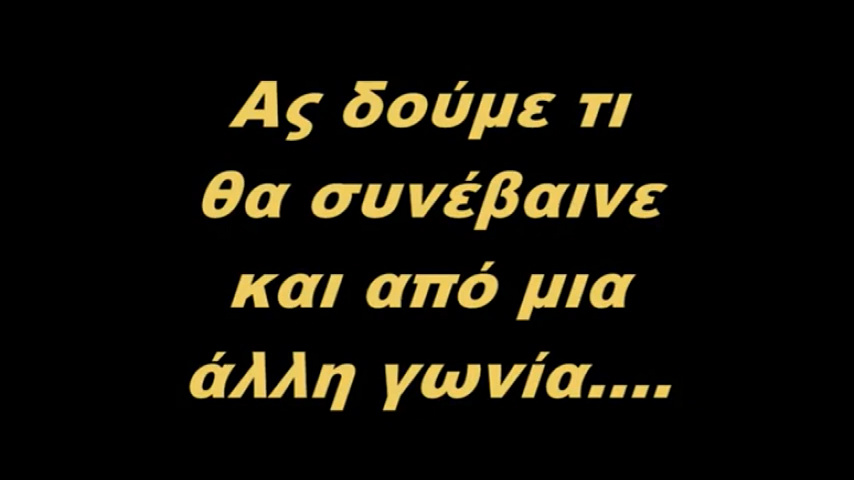 Ας δούμε τι
θα συνέβαινε
και από μια
άλλη γωνία....